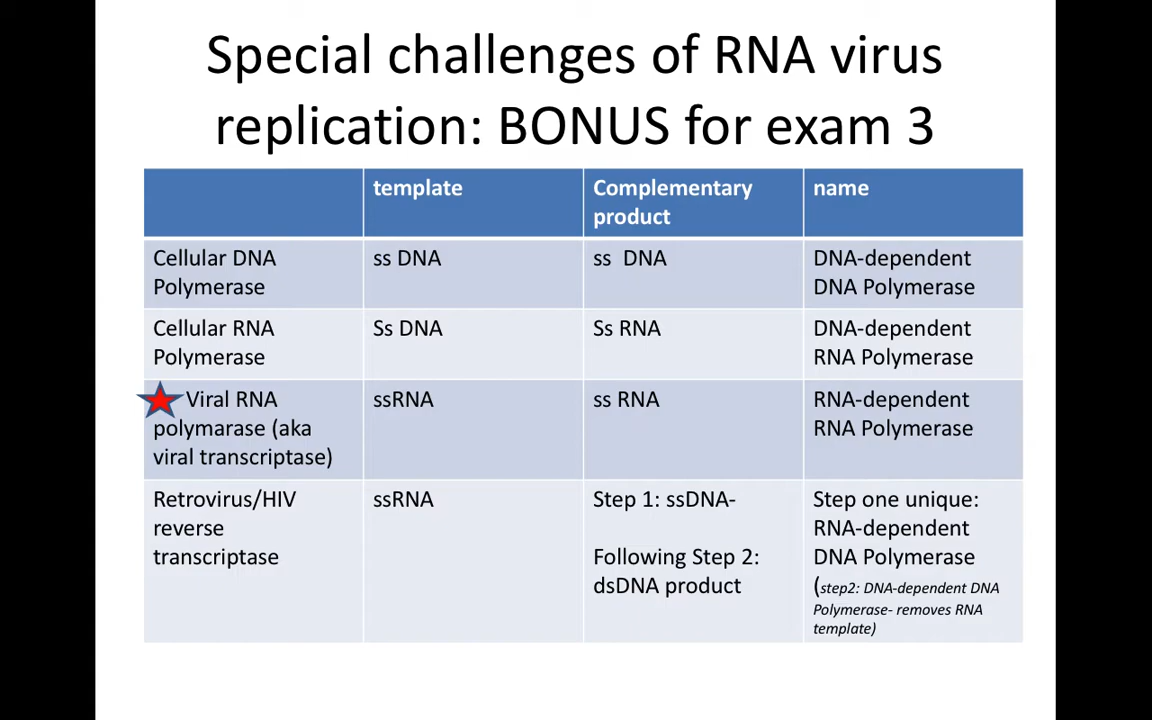 Special challenges of RNA virus
replication: BONUS for exam 3
template
Complementary
product
name
Cellular DNA
Polymerase
ss DNA
ss  DNA
DNA-dependent
DNA Polymerase
Cellular RNA
Polymerase
Ss DNA
Ss RNA
DNA-dependent
RNA Polymerase
Viral RNA
polymarase (aka
viral transcriptase)
ssRNA
ss RNA
RNA-dependent
RNA Polymerase
Retrovirus/HIV
reverse
transcriptase
ssRNA
Step 1: ssDNA-
Following Step 2:
dsDNA product
Step one unique:
RNA-dependent
DNA Polymerase
(step2: DNA-dependent DNA
Polymerase- removes RNA
template)